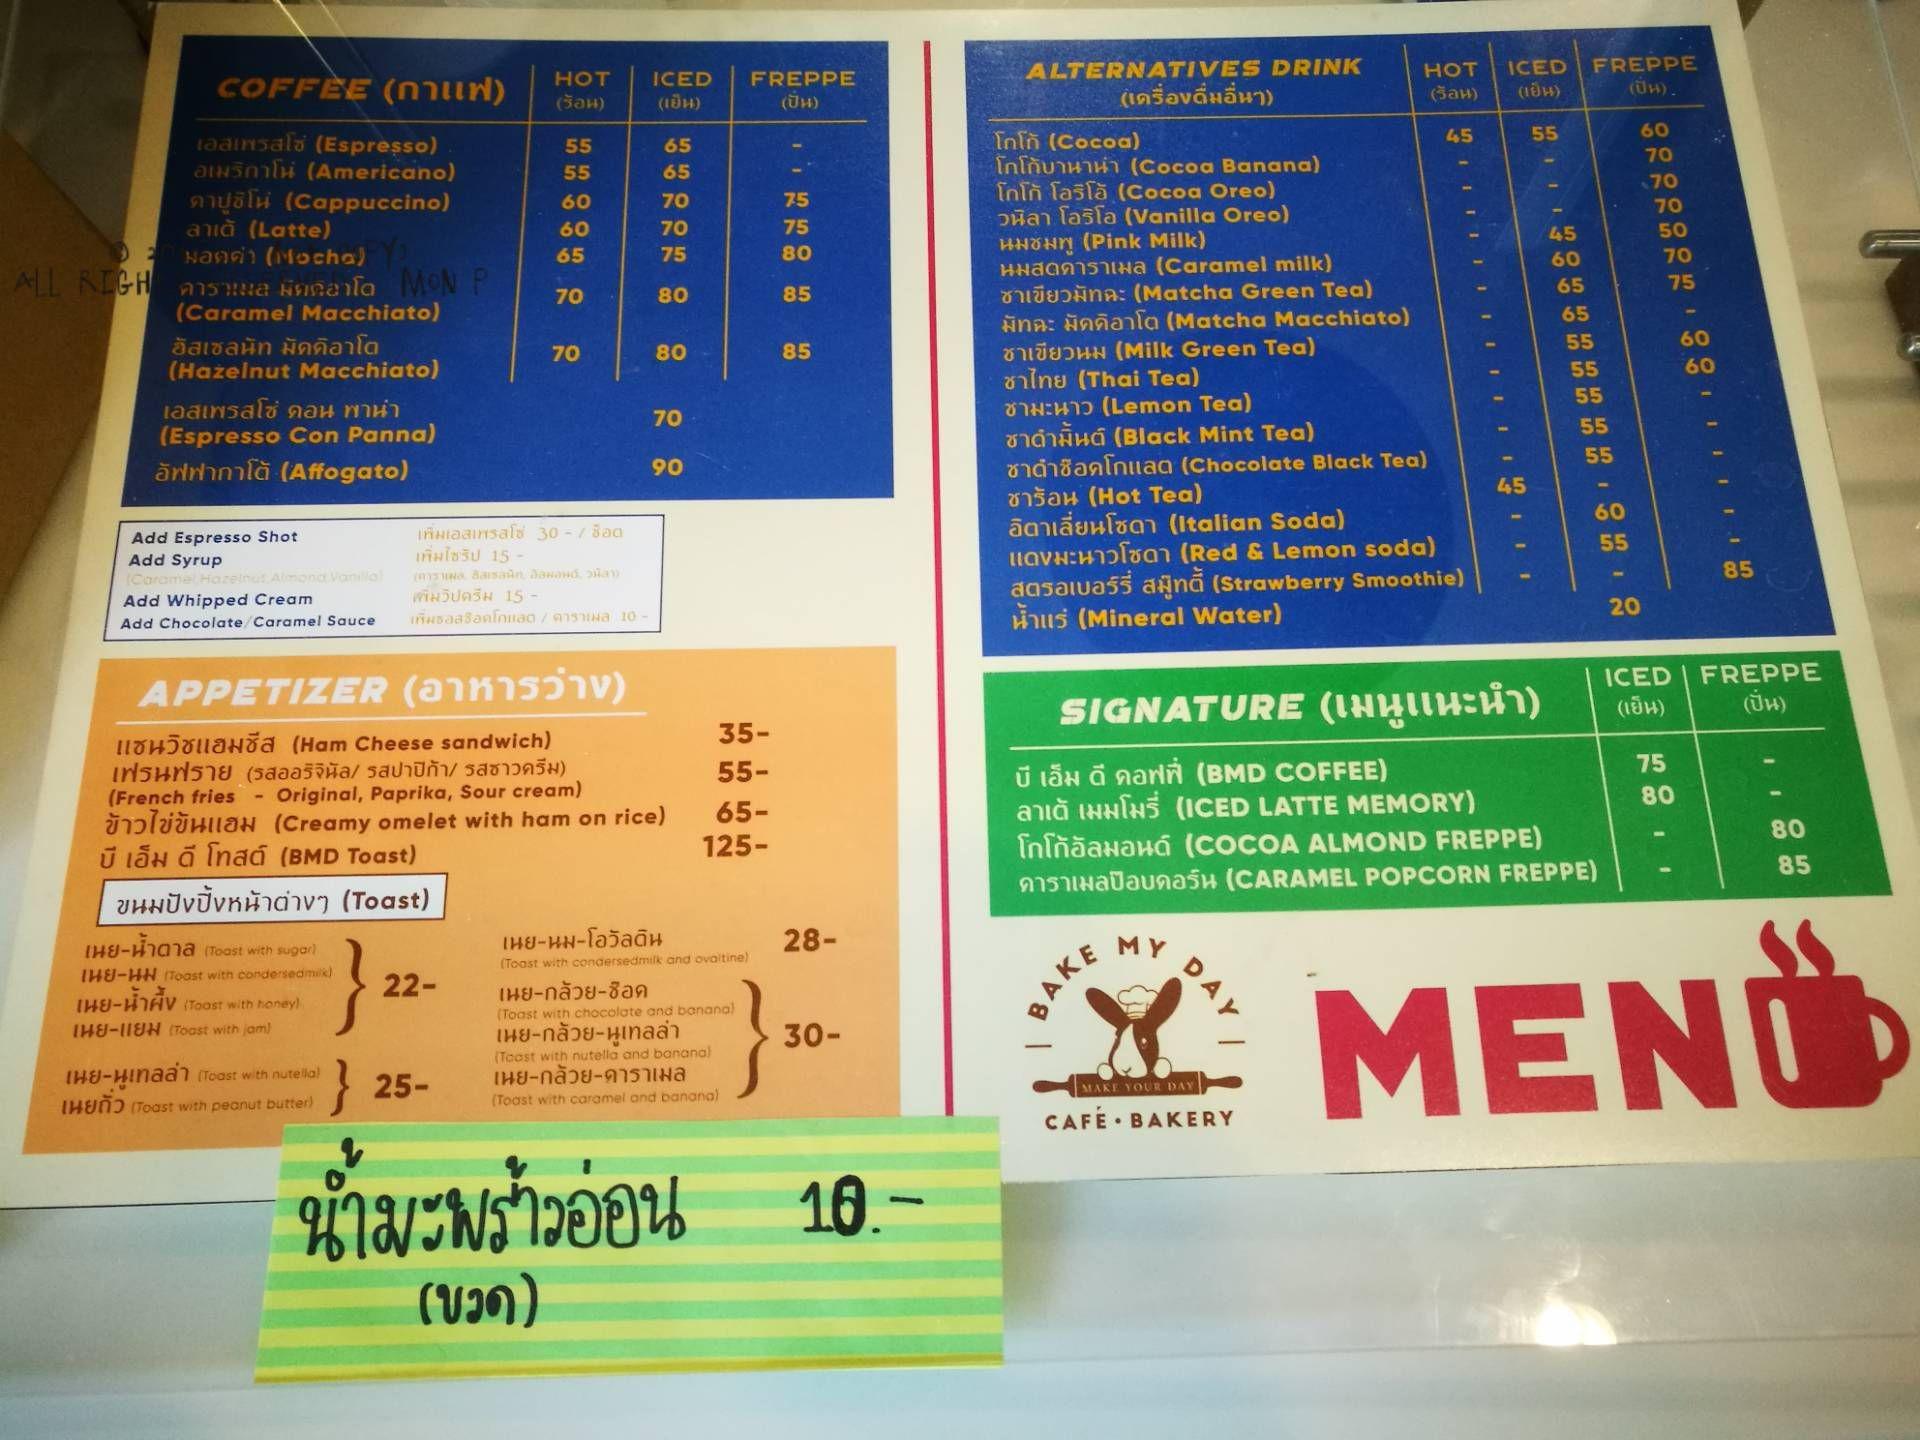 COFFEE (กาแฟ) HOT ICED FREPPE
(ร้อน) (เย็น) (ปั่น)
เอสเพรสโซ่ (Espresso) 55 65 -
อเมริกาโน่ (Americano) 55 65 -
คาปูชิโน่ (Cappuccino) 60 70 75
ลาเต้ (Latte) 60 70 75
มอคค่า (Mocha) 65 75 80
คาราเมล มัคคิอาโต
(Caramel Macchiato) 70 80 85
ฮัสเซลนัท มัคคิอาโต
(Hazelnut Macchiato) 70 80 85
เอสเพรสโซ่ คอน พาน่า
(Espresso Con Panna) 70
อัฟฟากาโต้ (Affogato) 90
ALL RIGH MON P
Add Espresso Shot เพิ่มเอสเพรสโซ่ 30 - / ช็อต
Add Syrup เพิ่มไซรัป 15 -
(Caramel,Hazelnut,Almond,Vanilla) (คาราเมล, ฮัสเซลนัท, อัลมอนด์, วนิลา)
Add Whipped Cream เพิ่มวิปครีม 15 -
Add Chocolate/Caramel Sauce เพิ่มซอสช็อคโกแลต / คาราเมล 10 -
APPETIZER (อาหารว่าง)
แซนวิชแฮมชีส (Ham Cheese sandwich) 35-
เฟรนฟราย (รสออริจินัล/ รสปาปิก้า/ รสซาวครีม) 55-
(French fries - Original, Paprika, Sour cream)
ข้าวไข่ข้นแฮม (Creamy omelet with ham on rice) 65-
บี เอ็ม ดี โทสต์ (BMD Toast) 125-
ขนมปังปิ้งหน้าต่างๆ (Toast)
เนย-น้ำตาล (Toast with sugar)
เนย-นม (Toast with condersedmilk)
เนย-น้ำผึ้ง (Toast with honey)
เนย-แยม (Toast with jam)
22-
เนย-นูเทลล่า (Toast with nutella)
เนยถั่ว (Toast with peanut butter)
25-
เนย-นม-โอวัลติน 28-
(Toast with condersedmilk and ovaltine)
เนย-กล้วย-ช็อค
(Toast with chocolate and banana)
เนย-กล้วย-นูเทลล่า
(Toast with nutella and banana)
เนย-กล้วย-คาราเมล
(Toast with caramel and banana)
30-
ALTERNATIVES DRINK HOT ICED FREPPE
(เครื่องดื่มอื่นๆ) (ร้อน) (เย็น) (ปั่น)
โกโก้ (Cocoa) 45 55 60
โกโก้บานาน่า (Cocoa Banana) - - 70
โกโก้ โอริโอ้ (Cocoa Oreo) - - 70
วนิลา โอริโอ (Vanilla Oreo) - - 70
นมชมพู (Pink Milk) - 45 50
นมสดคาราเมล (Caramel milk) - 60 70
ชาเขียวมัทฉะ (Matcha Green Tea) - 65 75
มัทฉะ มัคคิอาโต (Matcha Macchiato) - 65 -
ชาเขียวนม (Milk Green Tea) - 55 60
ชาไทย (Thai Tea) - 55 60
ชามะนาว (Lemon Tea) - 55 -
ชาดำมิ้นต์ (Black Mint Tea) - 55 -
ชาดำช๊อคโกแลต (Chocolate Black Tea) - 55 -
ชาร้อน (Hot Tea) 45 - -
อิตาเลี่ยนโซดา (Italian Soda) - 60 -
แดงมะนาวโซดา (Red & Lemon soda) - 55 -
สตรอเบอร์รี่ สมู๊ทตี้ (Strawberry Smoothie) - - 85
น้ำแร่ (Mineral Water) 20
SIGNATURE (เมนูแนะนำ) ICED FREPPE
(เย็น) (ปั่น)
บี เอ็ม ดี คอฟฟี่ (BMD COFFEE) 75 -
ลาเต้ เมมโมรี่ (ICED LATTE MEMORY) 80 -
โกโก้อัลมอนด์ (COCOA ALMOND FREPPE) - 80
คาราเมลป๊อบคอร์น (CARAMEL POPCORN FREPPE) - 85
BAKE MY DAY
MAKE YOUR DAY
CAFÉ • BAKERY
MENU
น้ำมะพร้าวอ่อน 10.-
(ขวด)